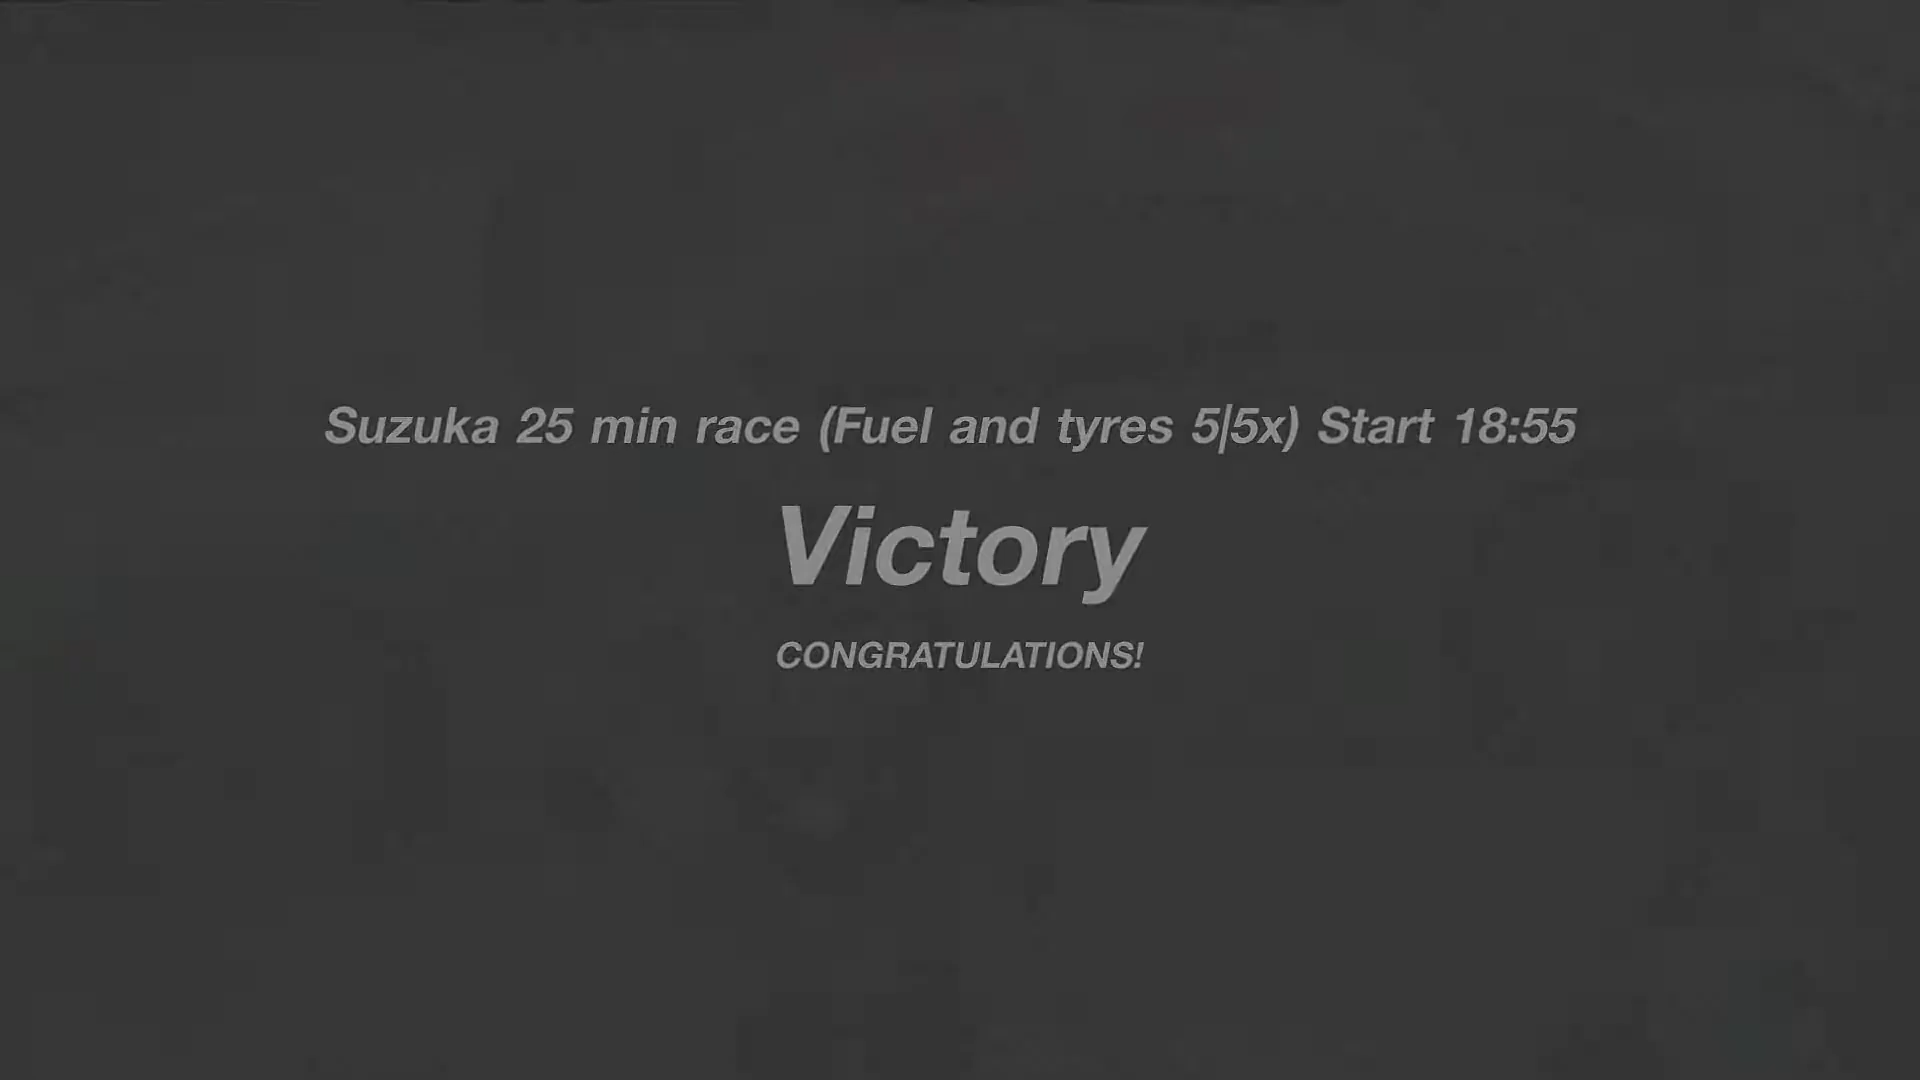 Suzuka 25 min race (Fuel and tyres 5|5x) Start 18:55
Victory
CONGRATULATIONS!